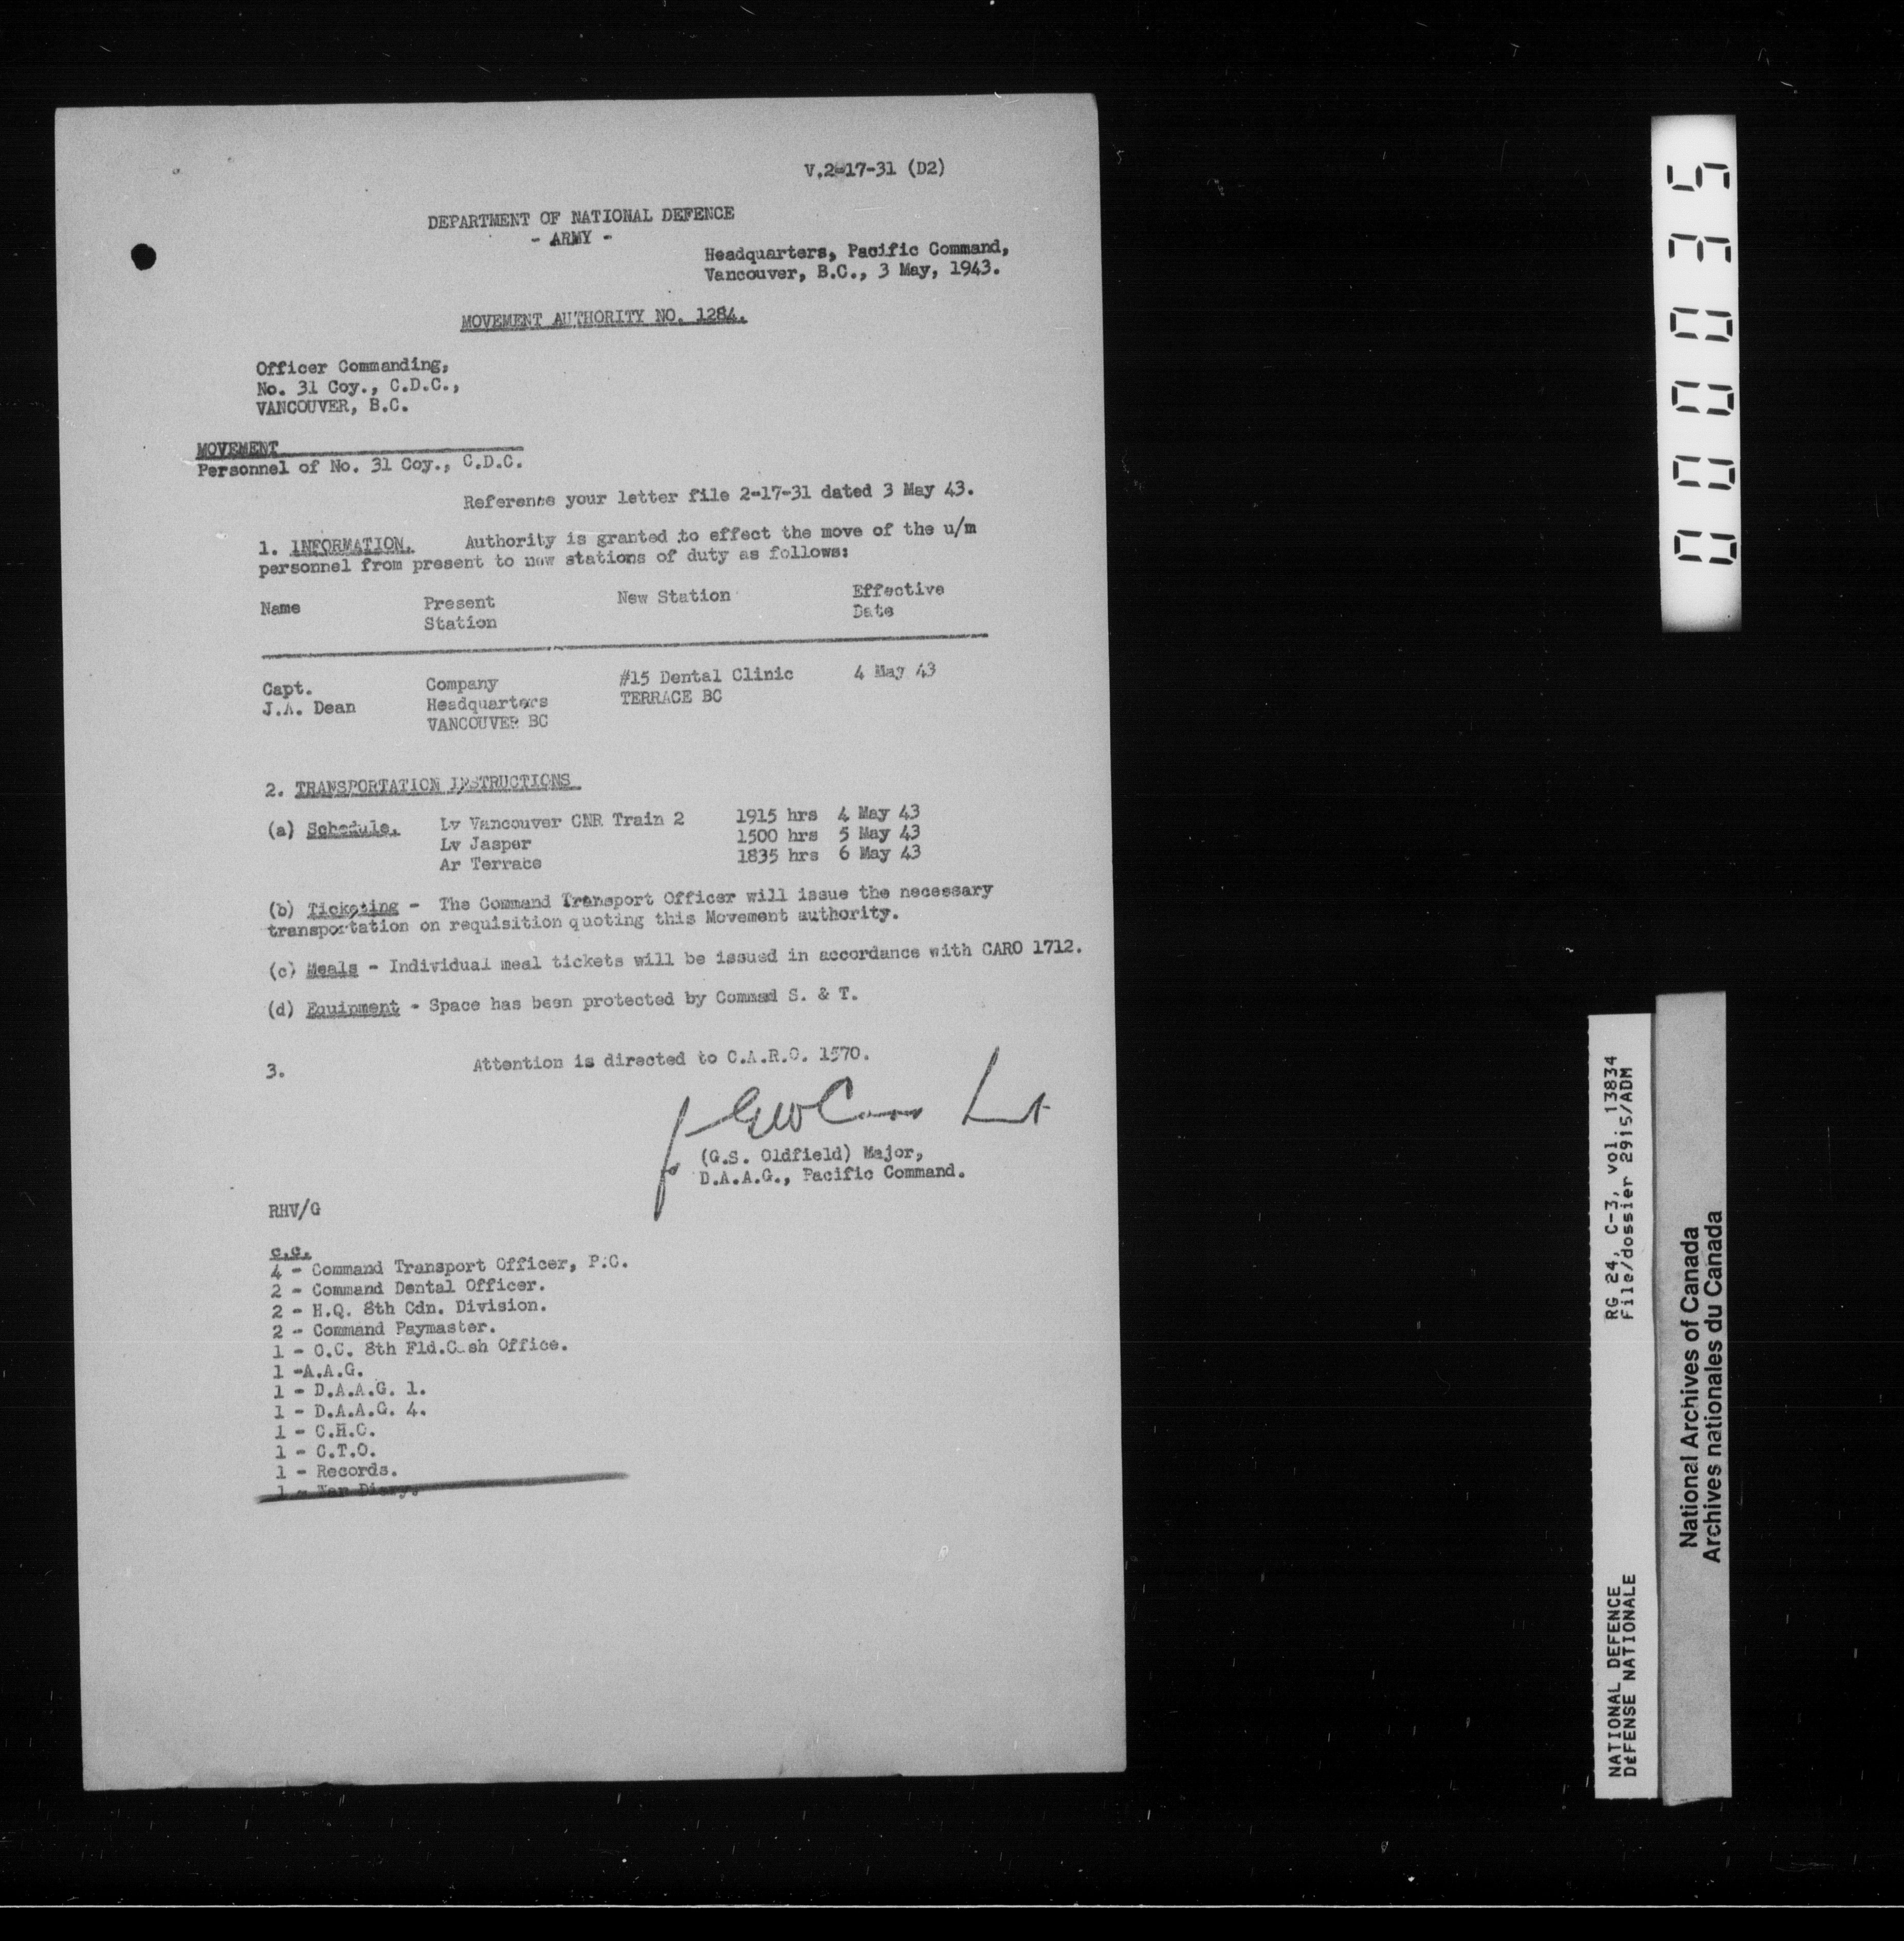 V.2-17-31 (D2)
DEPARTMENT OF NATIONAL DEFENCE
- ARMY -
Headquarters, Pacific Command,
Vancouver, B.C., 3 May, 1943.
MOVEMENT AUTHORITY NO. 1284.
Officer Commanding,
No. 31 Coy., C.D.C.,
VANCOUVER, B.C.
MOVEMENT
Personnel of No. 31 Coy., C.D.C.
Reference your letter file 2-17-31 dated 3 May 43.
1. INFORMATION. Authority is granted to effect the move of the u/m
personnel from present to new stations of duty as follows:
Name Present New Station Effective
Station Date
Capt. Company #15 Dental Clinic 4 May 43
J.A. Dean Headquarters TERRACE BC
VANCOUVER BC
2. TRANSPORTATION INSTRUCTIONS
(a) Schedule. Lv Vancouver CNR Train 2 1915 hrs 4 May 43
Lv Jasper 1500 hrs 5 May 43
Ar Terrace 1835 hrs 6 May 43
(b) Ticketing - The Command Transport Officer will issue the necessary
transportation on requisition quoting this Movement authority.
(c) Meals - Individual meal tickets will be issued in accordance with CARO 1712.
(d) Equipment - Space has been protected by Command S. & T.
3. Attention is directed to C.A.R.O. 1570.
(G.S. Oldfield) Major,
D.A.A.G., Pacific Command.
RHV/G
c.c.
4 - Command Transport Officer, P.C.
2 - Command Dental Officer.
2 - H.Q. 8th Cdn. Division.
2 - Command Paymaster.
1 - O.C. 8th Fld.Cash Office.
1 -A.A.G.
1 - D.A.A.G. 1.
1 - D.A.A.G. 4.
1 - C.H.C.
1 - C.T.O.
1 - Records.
1 - War Diary.
000035
RG 24, C-3, vol. 13834
File/dossier 2915/ADM
NATIONAL DEFENCE
DéFENSE NATIONALE
National Archives of Canada
Archives nationales du Canada